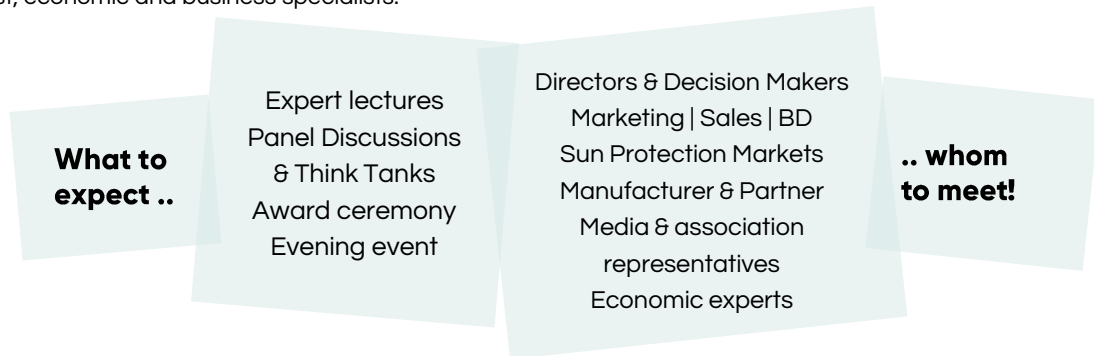 economic and business specialists.
What to
expect ..
Expert lectures
Panel Discussions
& Think Tanks
Award ceremony
Evening event
Directors & Decision Makers
Marketing | Sales | BD
Sun Protection Markets
Manufacturer & Partner
Media & association
representatives
Economic experts
.. whom
to meet!